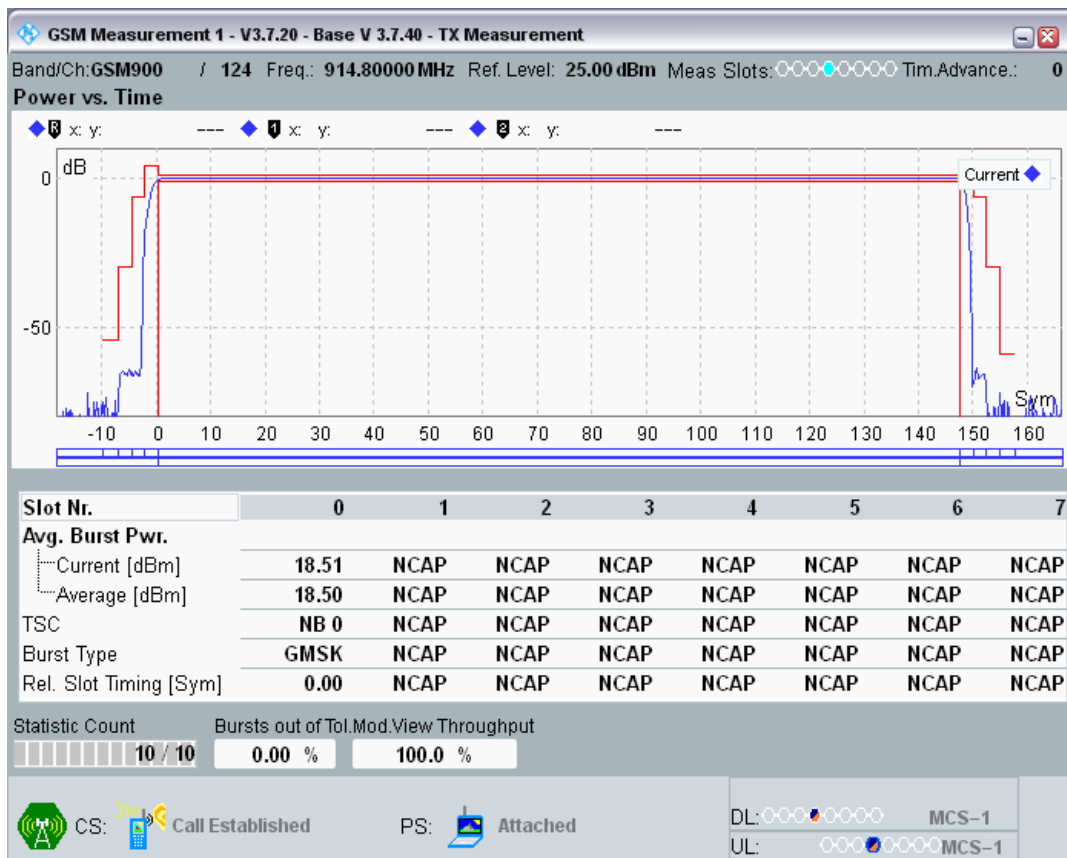 GSM Measurement 1 - V3.7.20 - Base V 3.7.40 - TX Measurement
Band/Ch:GSM900 / 124 Freq.: 914.80000 MHz Ref. Level: 25.00 dBm Meas Slots: Tim.Advance.: 0
Power vs. Time
R x: y: --- 1 x: y: --- 2 x: y: ---
dB
0
Current
-50
Sym
-10 0 10 20 30 40 50 60 70 80 90 100 110 120 130 140 150 160
Slot Nr. 0 1 2 3 4 5 6 7
Avg. Burst Pwr.
Current [dBm] 18.51 NCAP NCAP NCAP NCAP NCAP NCAP NCAP
Average [dBm] 18.50 NCAP NCAP NCAP NCAP NCAP NCAP NCAP
TSC NB 0 NCAP NCAP NCAP NCAP NCAP NCAP NCAP
Burst Type GMSK NCAP NCAP NCAP NCAP NCAP NCAP NCAP
Rel. Slot Timing [Sym] 0.00 NCAP NCAP NCAP NCAP NCAP NCAP NCAP
Statistic Count Bursts out of Tol.Mod.View Throughput
10 / 10 0.00 % 100.0 %
CS: Call Established PS: Attached
DL: MCS-1
UL: MCS-1